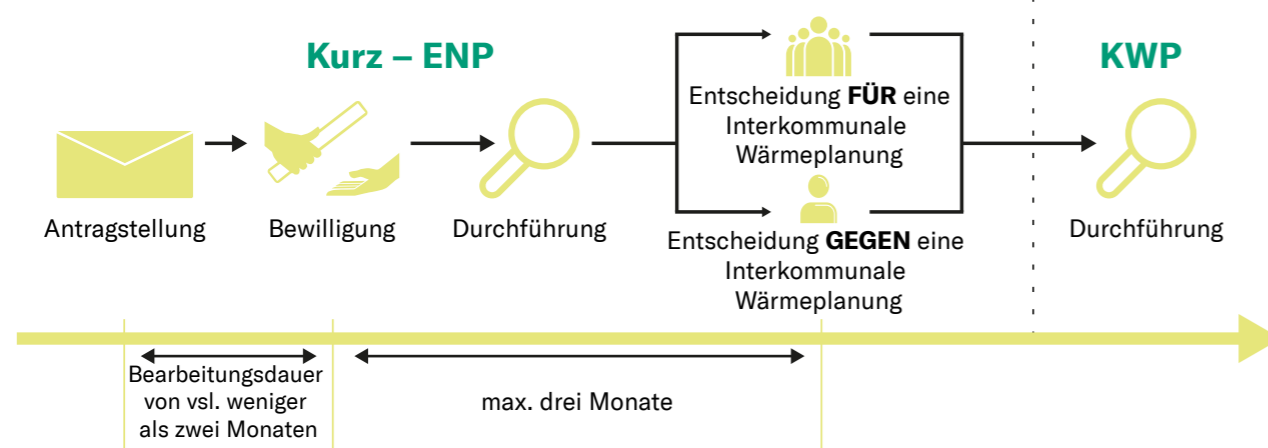 Kurz – ENP
KWP
Antragstellung
Bewilligung
Durchführung
Entscheidung FÜR eine
Interkommunale
Wärmeplanung
Entscheidung GEGEN eine
Interkommunale
Wärmeplanung
Durchführung
Bearbeitungsdauer
von vsl. weniger
als zwei Monaten
max. drei Monate